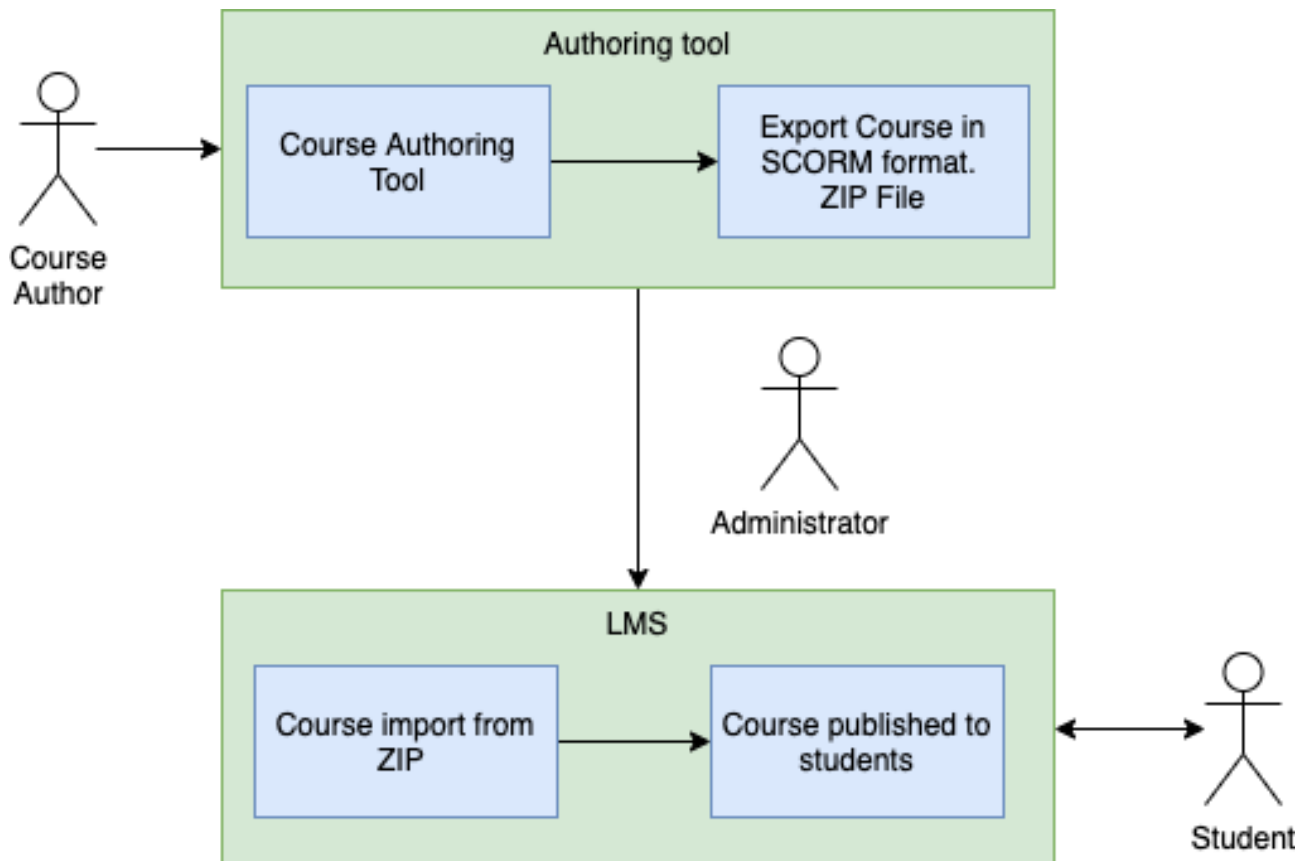 Authoring tool
Course Authoring
Tool
Export Course in
SCORM format.
ZIP File
Course
Author
Administrator
LMS
Course import from
ZIP
Course published to
students
Student